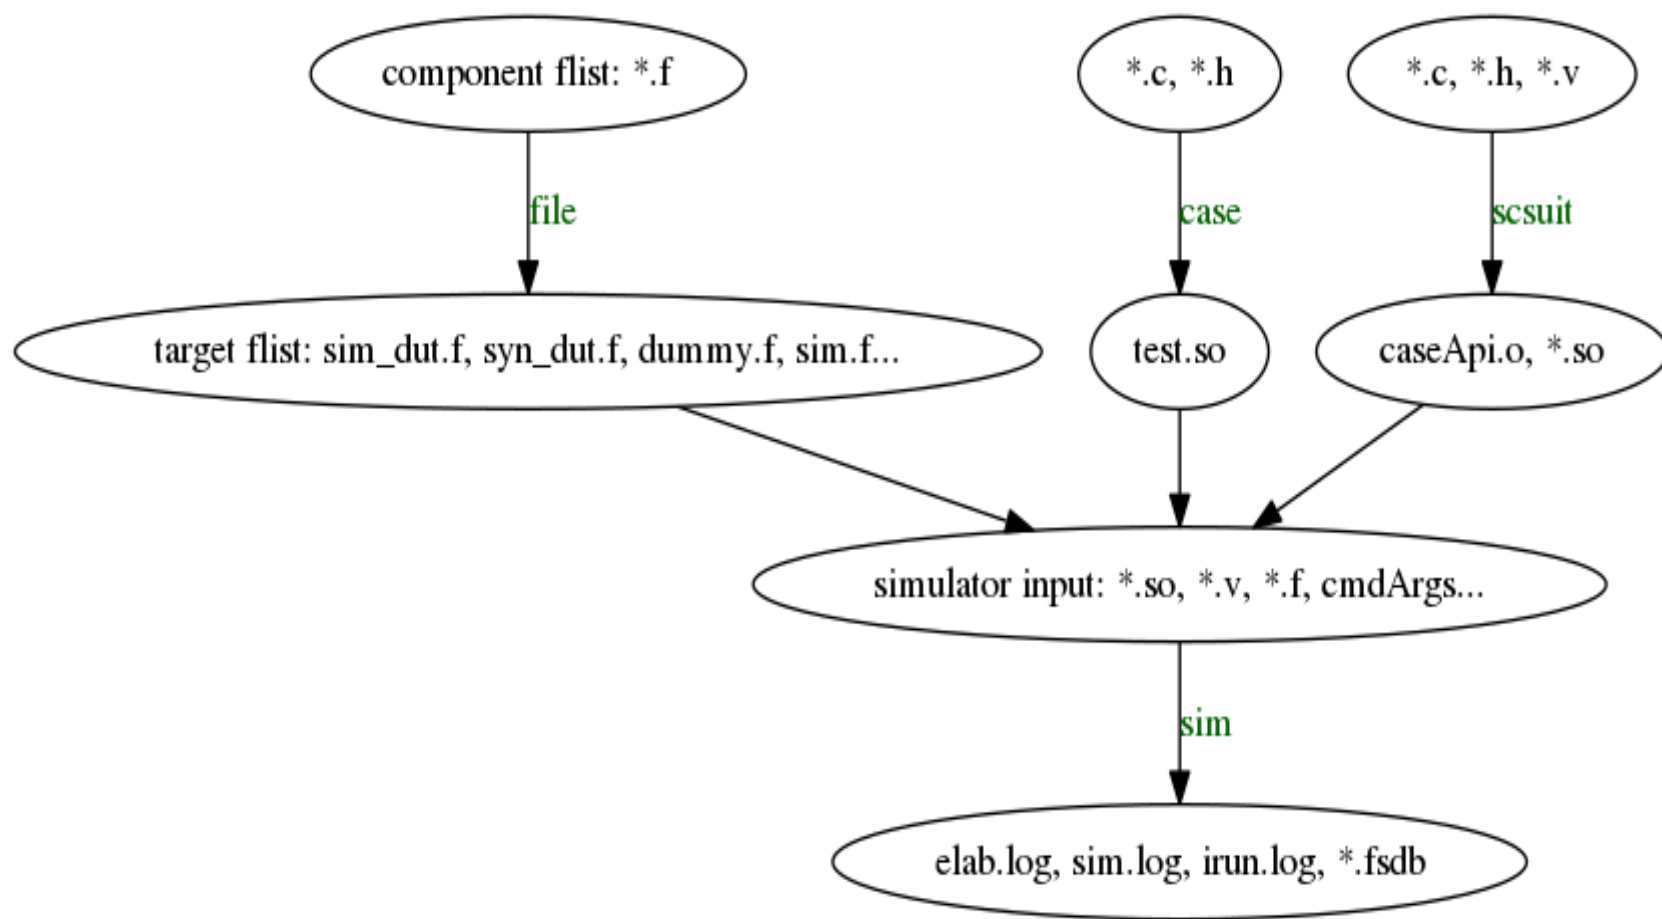 component flist: *.f
*.c, *.h
*.c, *.h, *.v
file
case
scsuit
target flist: sim_dut.f, syn_dut.f, dummy.f, sim.f...
test.so
caseApi.o, *.so
simulator input: *.so, *.v, *.f, cmdArgs...
sim
elab.log, sim.log, irun.log, *.fsdb